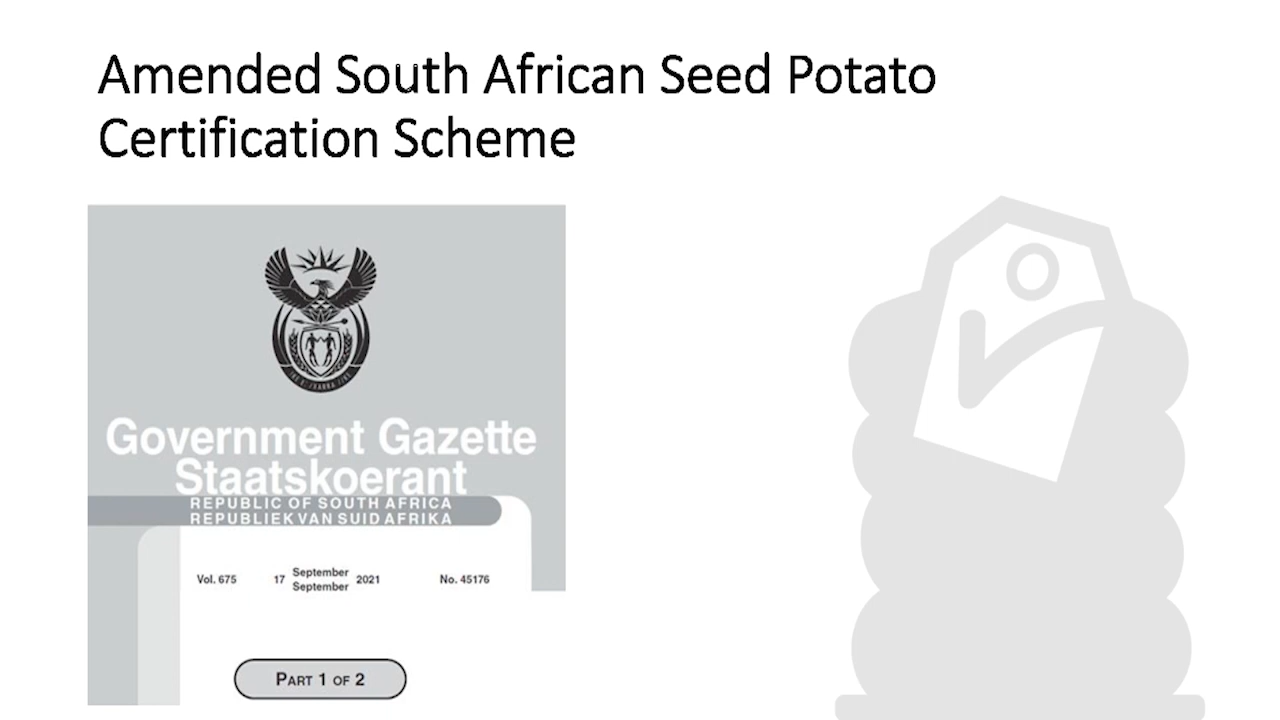 Amended South African Seed Potato
Certification Scheme
Government Gazette
Staatskoerant
REPUBLIC OF SOUTH AFRICA
REPUBLIEK VAN SUID AFRIKA
Vol. 675 17 September 2021 No. 45176
September
PART 1 OF 2